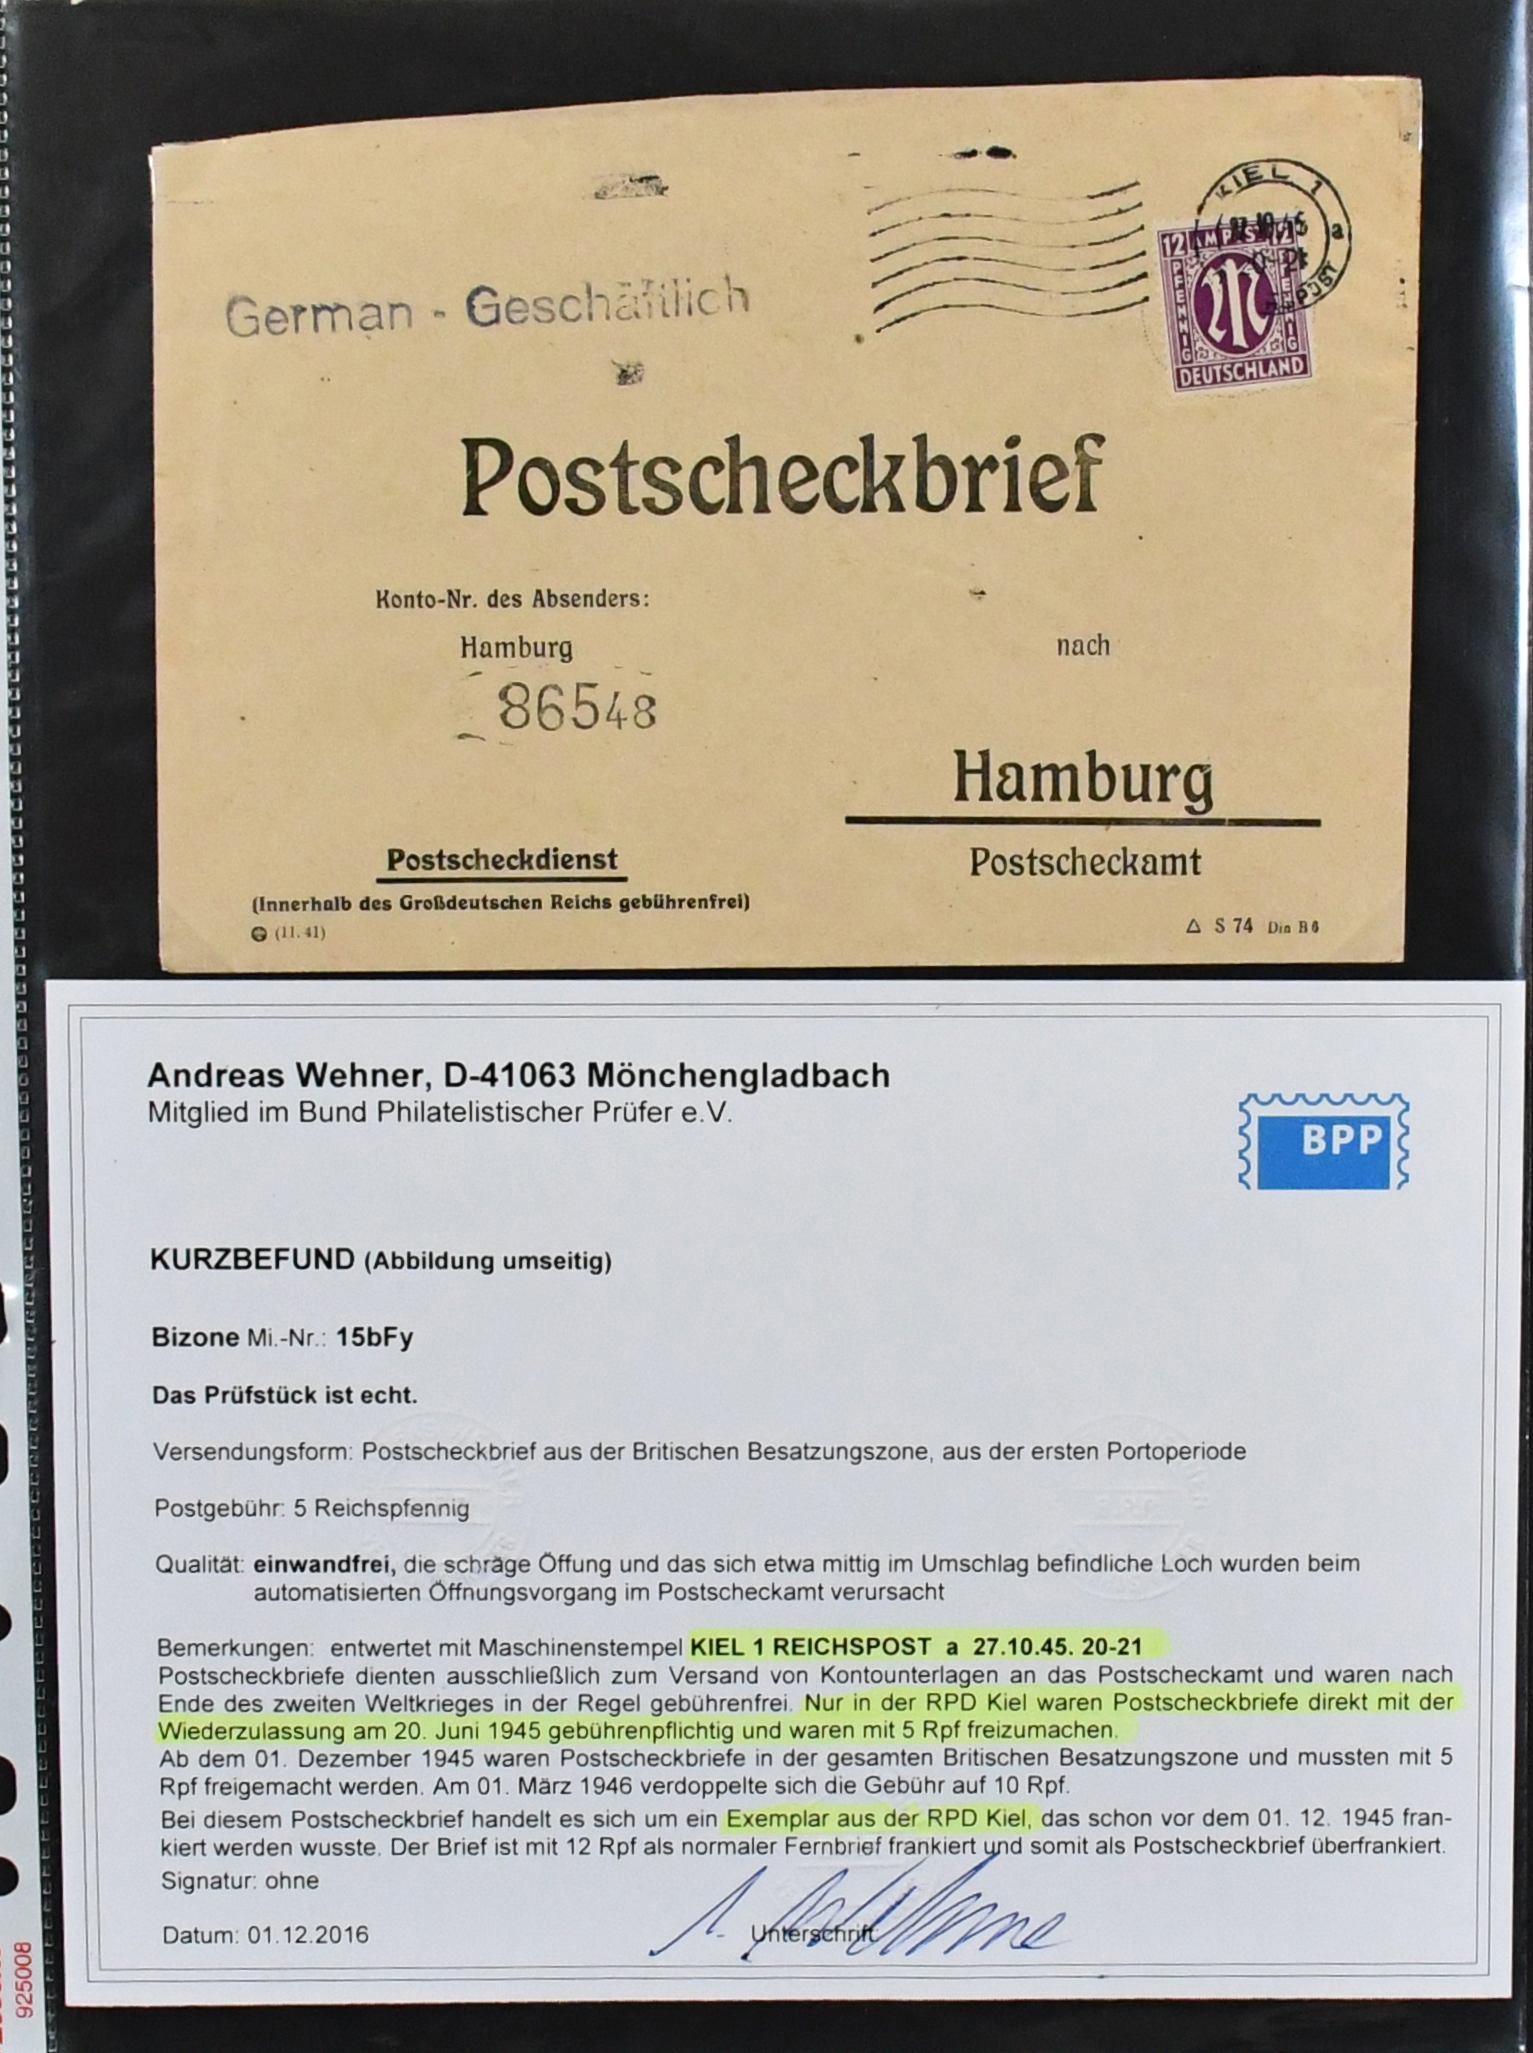 KIEL 1
a
27.10.45
12 AM POST 12
PFENNIG
PFENNIG
DEUTSCHLAND
German - Geschäftlich
Postscheckbrief
Konto-Nr. des Absenders:
Hamburg
nach
86548
Hamburg
Postscheckdienst
Postscheckamt
(Innerhalb des Großdeutschen Reichs gebührenfrei)
(11. 41)
△ S 74 Din B 6
Andreas Wehner, D-41063 Mönchengladbach
Mitglied im Bund Philatelistischer Prüfer e.V.
BPP
KURZBEFUND (Abbildung umseitig)
Bizone Mi.-Nr.: 15bFy
Das Prüfstück ist echt.
Versendungsform: Postscheckbrief aus der Britischen Besatzungszone, aus der ersten Portoperiode
Postgebühr: 5 Reichspfennig
Qualität: einwandfrei, die schräge Öffung und das sich etwa mittig im Umschlag befindliche Loch wurden beim
automatisierten Öffnungsvorgang im Postscheckamt verursacht
Bemerkungen: entwertet mit Maschinenstempel KIEL 1 REICHSPOST a 27.10.45. 20-21
Postscheckbriefe dienten ausschließlich zum Versand von Kontounterlagen an das Postscheckamt und waren nach
Ende des zweiten Weltkrieges in der Regel gebührenfrei. Nur in der RPD Kiel waren Postscheckbriefe direkt mit der
Wiederzulassung am 20. Juni 1945 gebührenpflichtig und waren mit 5 Rpf freizumachen.
Ab dem 01. Dezember 1945 waren Postscheckbriefe in der gesamten Britischen Besatzungszone und mussten mit 5
Rpf freigemacht werden. Am 01. März 1946 verdoppelte sich die Gebühr auf 10 Rpf.
Bei diesem Postscheckbrief handelt es sich um ein Exemplar aus der RPD Kiel, das schon vor dem 01. 12. 1945 fran-
kiert werden wusste. Der Brief ist mit 12 Rpf als normaler Fernbrief frankiert und somit als Postscheckbrief überfrankiert.
Signatur: ohne
Datum: 01.12.2016
Unterschrift:
925008